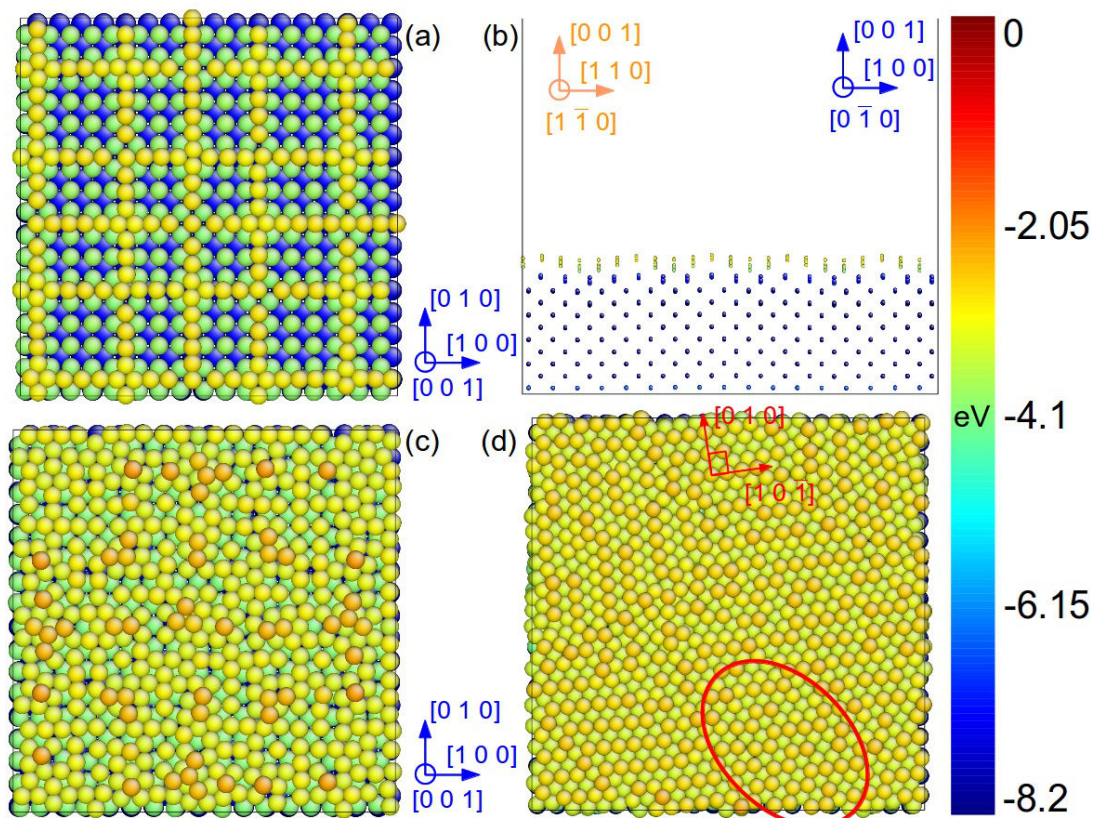 (a)
[0 1 0]
[1 0 0]
[0 0 1]
(b)
[0 0 1]
[1 1 0]
[1 1̅ 0]
[0 0 1]
[1 0 0]
[0 1̅ 0]
(c)
[0 1 0]
[1 0 0]
[0 0 1]
(d)
[0 1 0]
[1 0 1̅]
0
-2.05
eV
-4.1
-6.15
-8.2